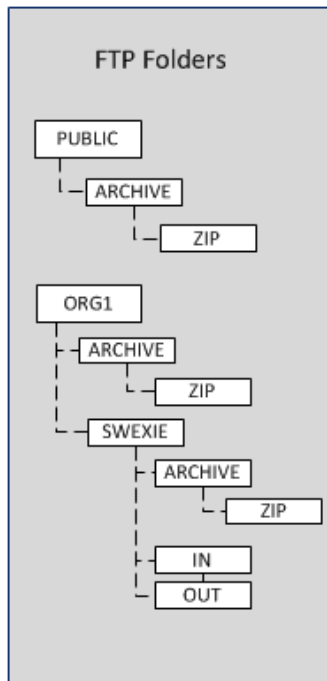 FTP Folders
PUBLIC
ARCHIVE
ZIP
ORG1
ARCHIVE
ZIP
SWEXIE
ARCHIVE
ZIP
IN
OUT